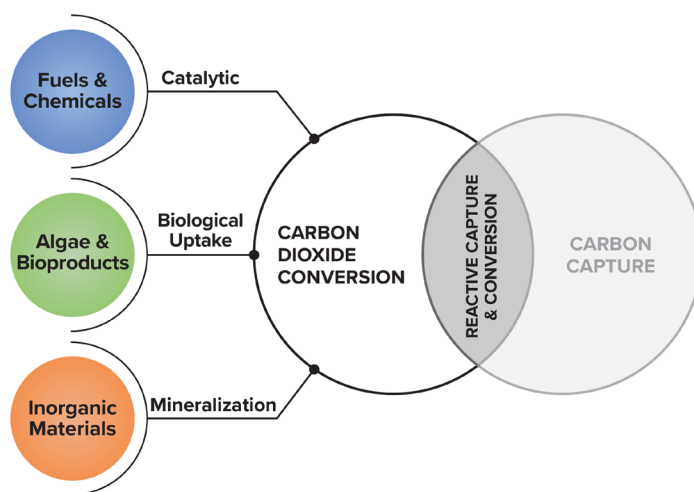 Fuels &
Chemicals
Catalytic
Algae &
Bioproducts
Biological
Uptake
Inorganic
Materials
Mineralization
CARBON
DIOXIDE
CONVERSION
REACTIVE CAPTURE
& CONVERSION
CARBON
CAPTURE